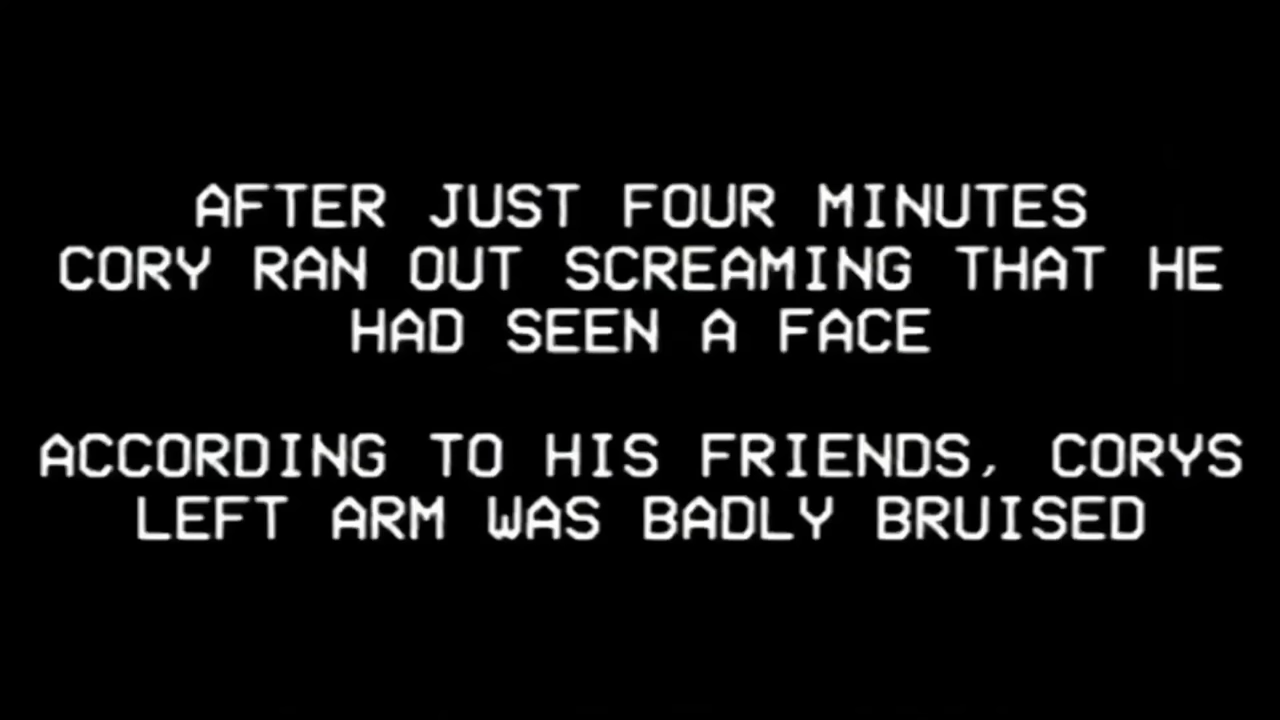 AFTER JUST FOUR MINUTES
CORY RAN OUT SCREAMING THAT HE
HAD SEEN A FACE
ACCORDING TO HIS FRIENDS, CORYS
LEFT ARM WAS BADLY BRUISED